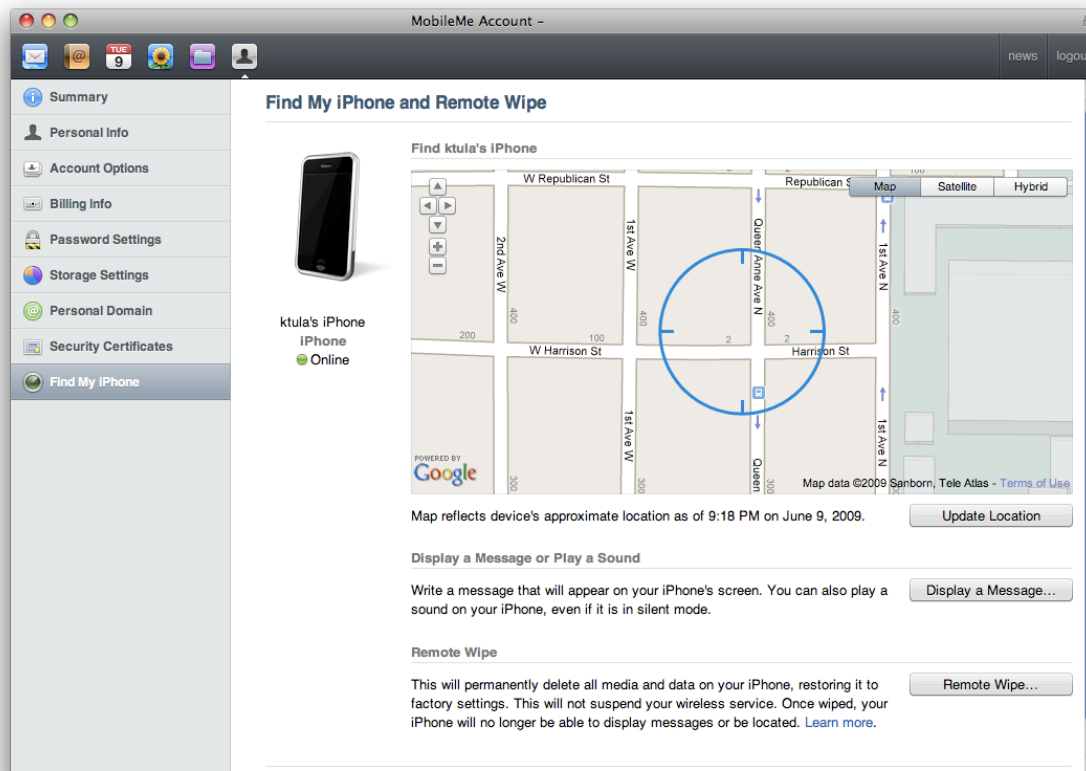 MobileMe Account –
TUE
9
news
logou
Summary
Personal Info
Account Options
Billing Info
Password Settings
Storage Settings
Personal Domain
Security Certificates
Find My iPhone
Find My iPhone and Remote Wipe
ktula's iPhone
iPhone
Online
Find ktula's iPhone
Map
Satellite
Hybrid
W Republican St
Republican S
100
2nd Ave W
1st Ave W
Queen Anne Ave N
1st Ave N
400
400
400
400
200
100
2
2
W Harrison St
Harrison St
1st Ave W
Queen
1st Ave N
300
300
300
POWERED BY
Google
Map data ©2009 Sanborn, Tele Atlas - Terms of Use
Map reflects device's approximate location as of 9:18 PM on June 9, 2009.
Update Location
Display a Message or Play a Sound
Write a message that will appear on your iPhone's screen. You can also play a
sound on your iPhone, even if it is in silent mode.
Display a Message...
Remote Wipe
This will permanently delete all media and data on your iPhone, restoring it to
factory settings. This will not suspend your wireless service. Once wiped, your
iPhone will no longer be able to display messages or be located. Learn more.
Remote Wipe...